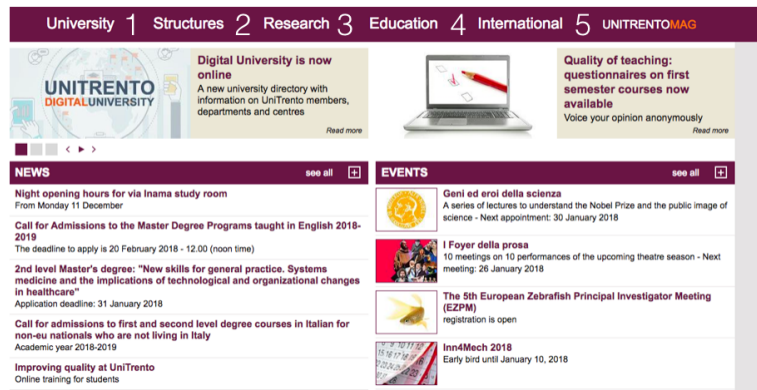 University 1 Structures 2 Research 3 Education 4 International 5 UNITRENTOMAG
UNITRENTO
DIGITALUNIVERSITY
Digital University is now
online
A new university directory with
information on UniTrento members,
departments and centres
Read more
Quality of teaching:
questionnaires on first
semester courses now
available
Voice your opinion anonymously
Read more
NEWS see all
Night opening hours for via Inama study room
From Monday 11 December
Call for Admissions to the Master Degree Programs taught in English 2018-
2019
The deadline to apply is 20 February 2018 - 12.00 (noon time)
2nd level Master's degree: "New skills for general practice. Systems
medicine and the implications of technological and organizational changes
in healthcare"
Application deadline: 31 January 2018
Call for admissions to first and second level degree courses in Italian for
non-eu nationals who are not living in Italy
Academic year 2018-2019
Improving quality at UniTrento
Online training for students
EVENTS see all
Geni ed eroi della scienza
A series of lectures to understand the Nobel Prize and the public image of
science - Next appointment: 30 January 2018
I Foyer della prosa
10 meetings on 10 performances of the upcoming theatre season - Next
meeting: 26 January 2018
The 5th European Zebrafish Principal Investigator Meeting
(EZPM)
registration is open
Inn4Mech 2018
Early bird until January 10, 2018